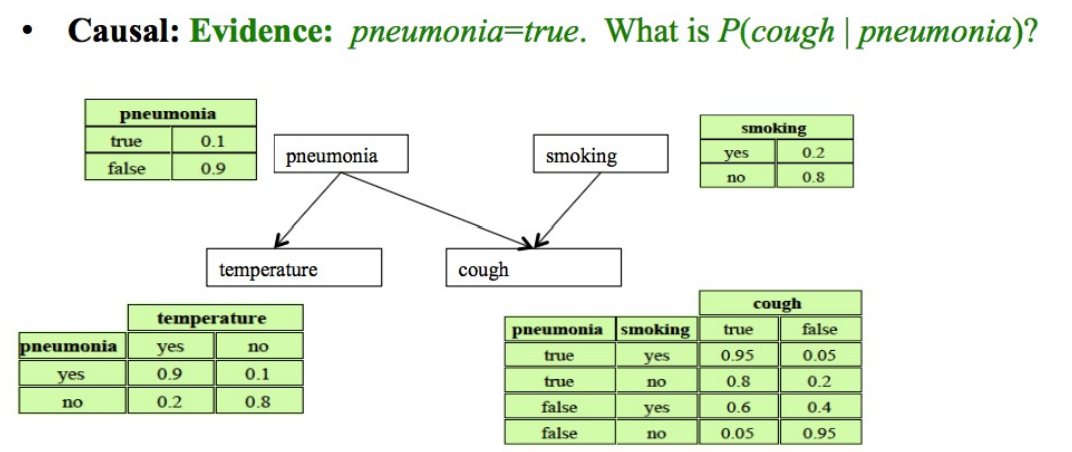 • Causal: Evidence: pneumonia=true. What is P(cough | pneumonia)?
pneumonia
true 0.1
false 0.9
pneumonia
smoking
smoking
yes 0.2
no 0.8
temperature
cough
temperature
pneumonia yes no
yes 0.9 0.1
no 0.2 0.8
cough
pneumonia smoking true false
true yes 0.95 0.05
true no 0.8 0.2
false yes 0.6 0.4
false no 0.05 0.95